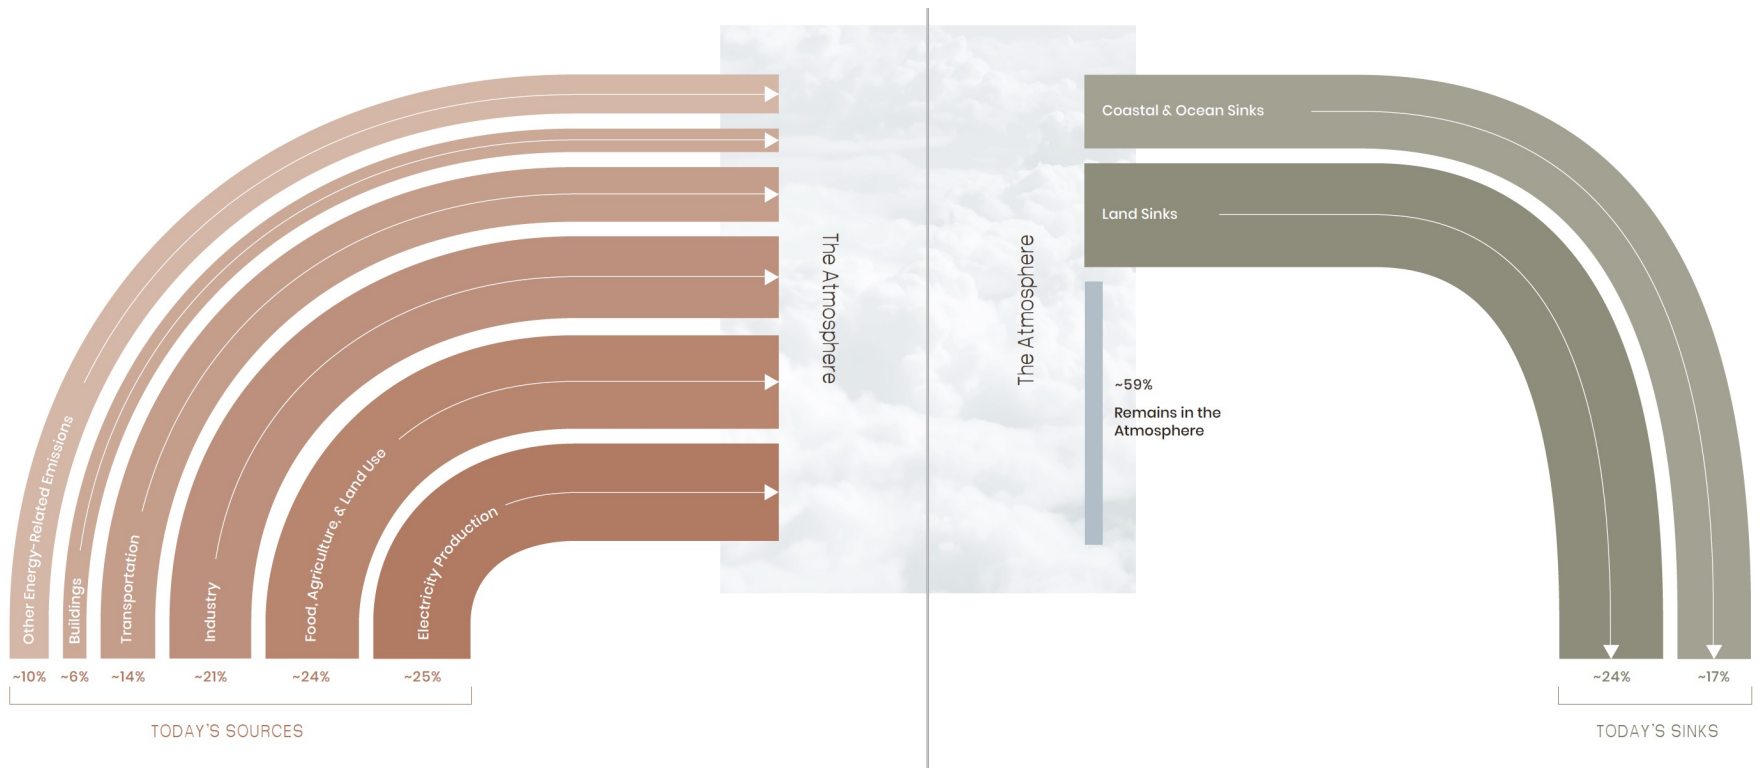 Other Energy-Related Emissions
Buildings
Transportation
Industry
Food, Agriculture, & Land Use
Electricity Production
~10%
~6%
~14%
~21%
~24%
~25%
TODAY'S SOURCES
The Atmosphere
The Atmosphere
Coastal & Ocean Sinks
Land Sinks
~59%
Remains in the
Atmosphere
~24%
~17%
TODAY'S SINKS